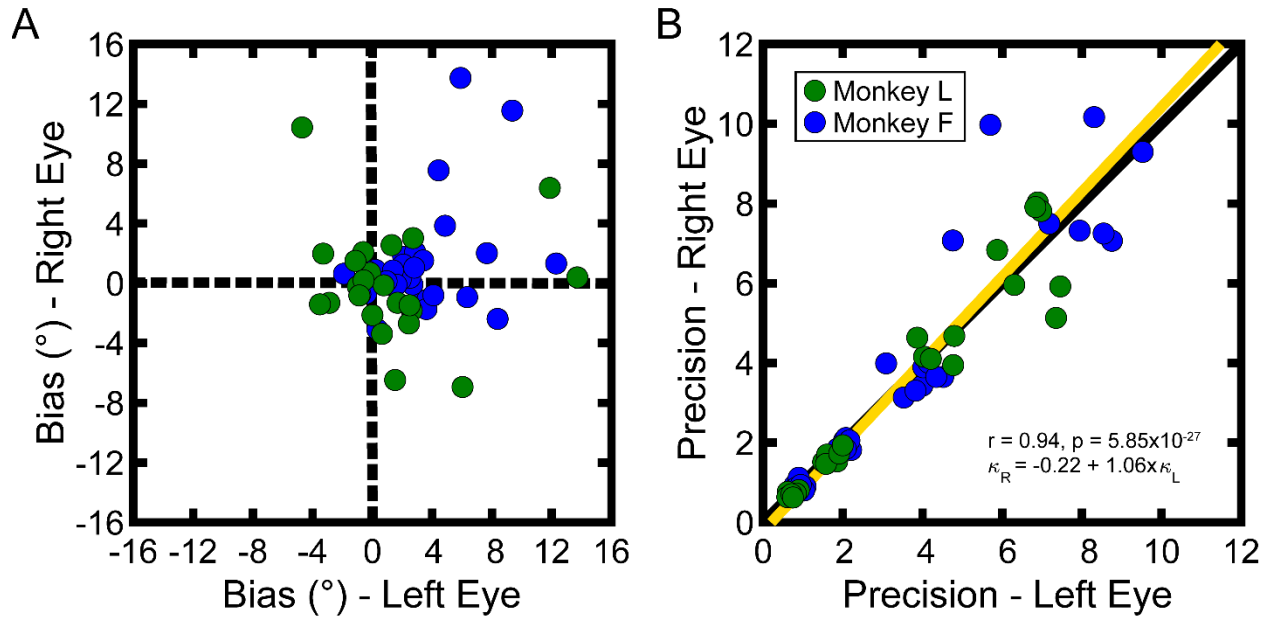 A
16
12
8
4
0
-4
-8
-12
-16
-16 -12 -8 -4 0 4 8 12 16
Bias (°) - Right Eye
Bias (°) - Left Eye
B
12
10
8
6
4
2
0
0 2 4 6 8 10 12
Precision - Right Eye
Precision - Left Eye
Monkey L
Monkey F
r = 0.94, p = 5.85x10⁻²⁷
κ_R = -0.22 + 1.06xκ_L